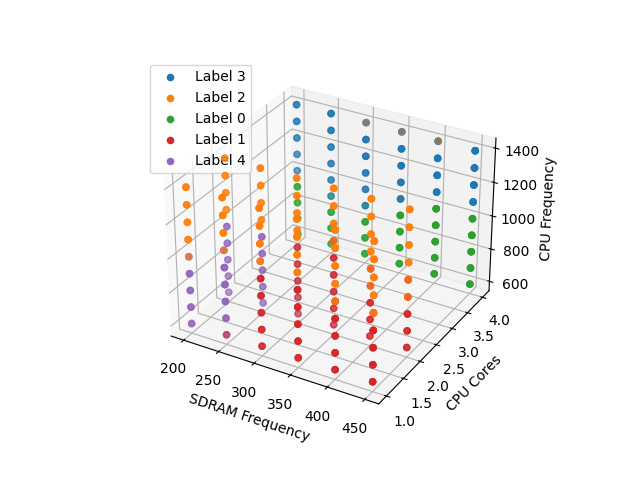 Label 3
Label 2
Label 0
Label 1
Label 4
1400
1200
1000
800
600
CPU Frequency
4.0
3.5
3.0
2.5
2.0
1.5
1.0
CPU Cores
200
250
300
350
400
450
SDRAM Frequency